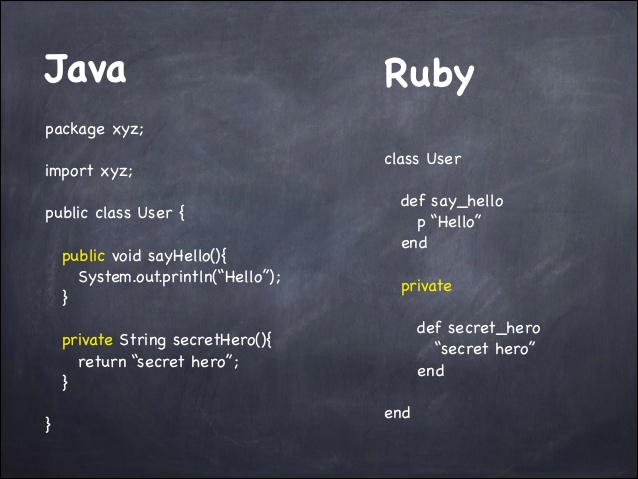 Java
package xyz;
import xyz;
public class User {
public void sayHello(){
System.out.println(“Hello”);
}
private String secretHero(){
return “secret hero”;
}
}
Ruby
class User
def say_hello
p “Hello”
end
private
def secret_hero
“secret hero”
end
end